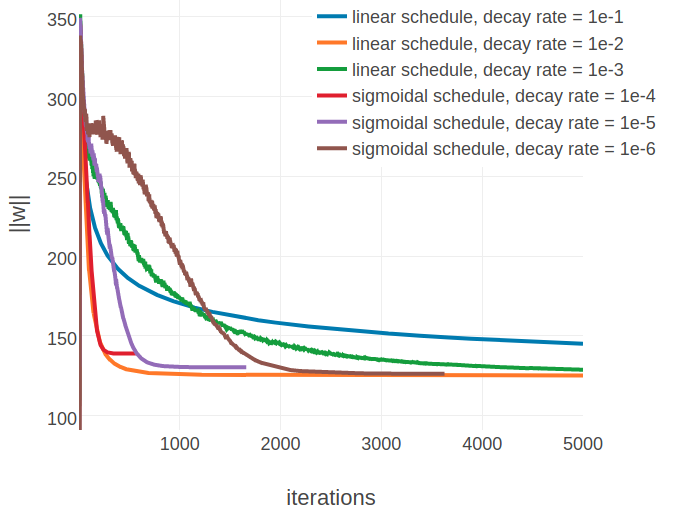 350
300
250
200
150
100
||w||
linear schedule, decay rate = 1e-1
linear schedule, decay rate = 1e-2
linear schedule, decay rate = 1e-3
sigmoidal schedule, decay rate = 1e-4
sigmoidal schedule, decay rate = 1e-5
sigmoidal schedule, decay rate = 1e-6
1000
2000
3000
4000
5000
iterations